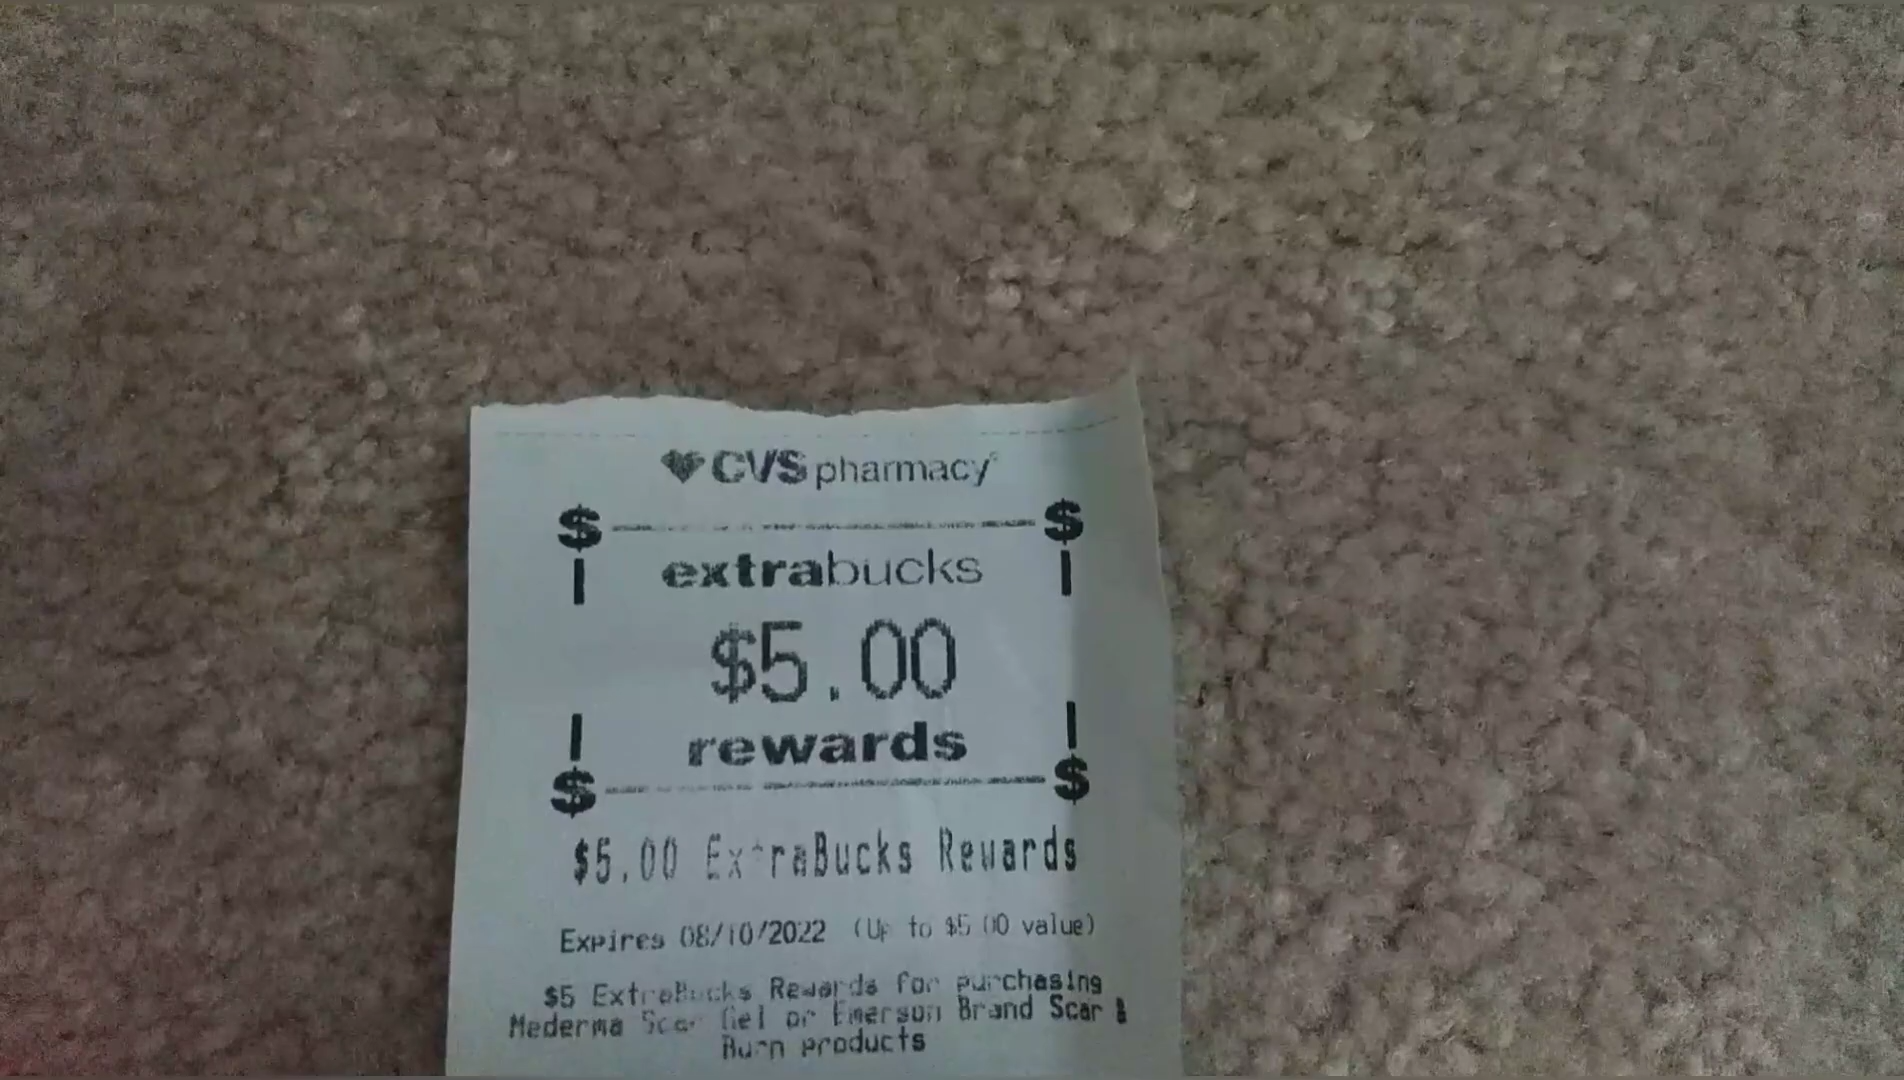 CVS pharmacy®
$ $
extrabucks
$5.00
rewards
$ $
$5.00 ExtraBucks Rewards
Expires 08/10/2022 (Up to $5.00 value)
$5 ExtraBucks Rewards for purchasing
Mederma Scar Gel or Emerson Brand Scar &
Burn products